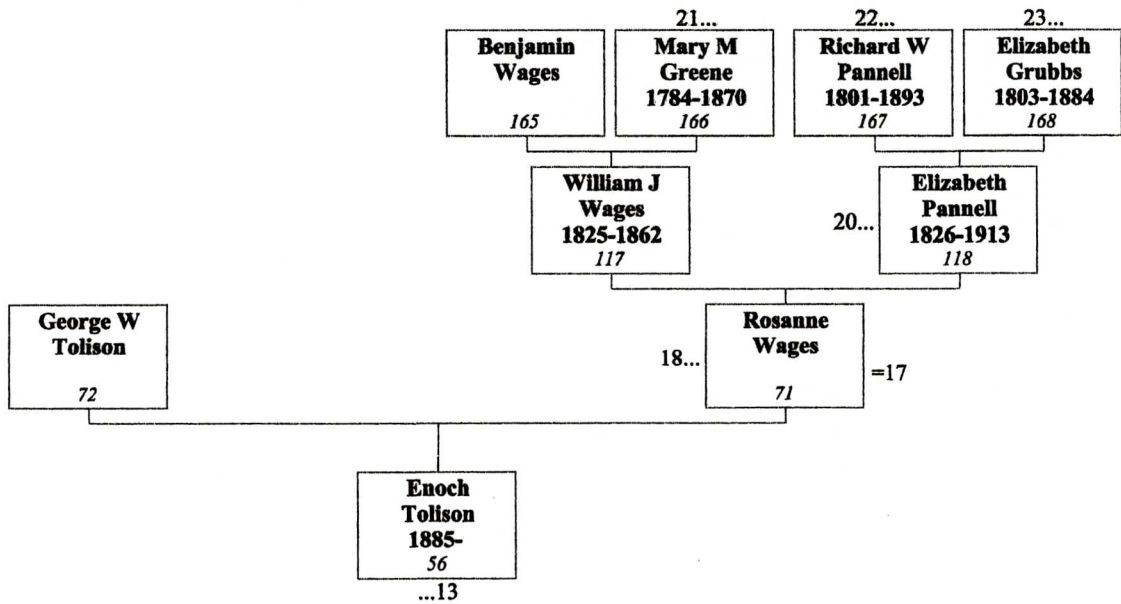 21...
22...
23...
Benjamin
Wages
165
Mary M
Greene
1784-1870
166
Richard W
Pannell
1801-1893
167
Elizabeth
Grubbs
1803-1884
168
William J
Wages
1825-1862
117
20...
Elizabeth
Pannell
1826-1913
118
George W
Tolison
72
18...
Rosanne
Wages
71
=17
Enoch
Tolison
1885-
56
...13